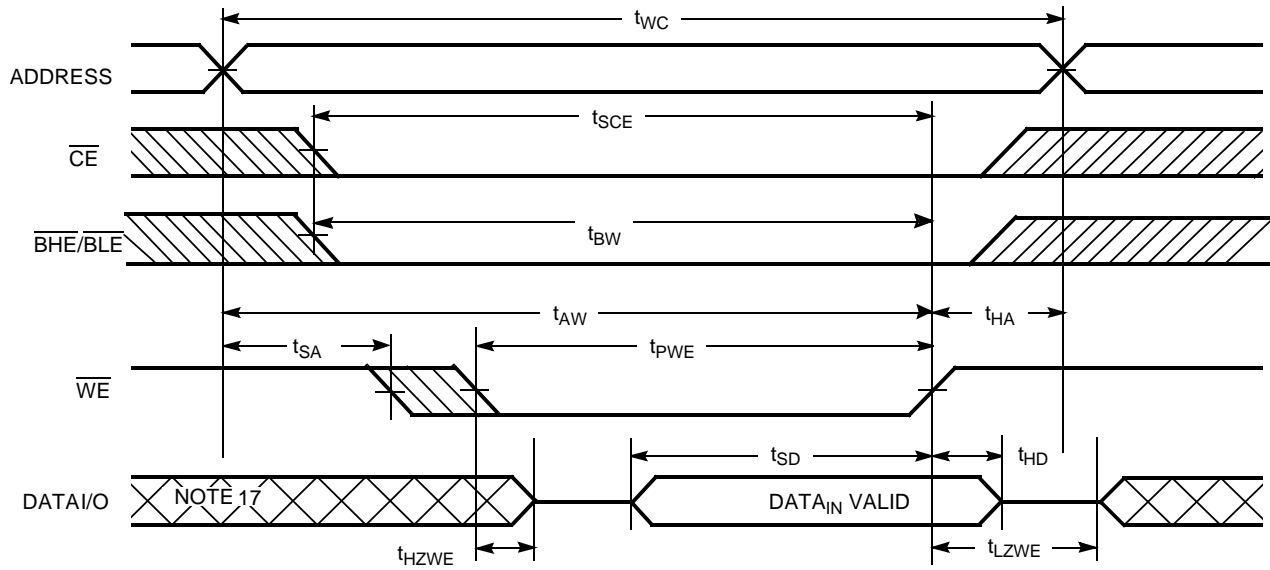 tWC
ADDRESS
tSCE
CE
tBW
BHE/BLE
tAW
tHA
tSA
tPWE
WE
tSD
tHD
DATAI/O
NOTE 17
DATAIN VALID
tHZWE
tLZWE